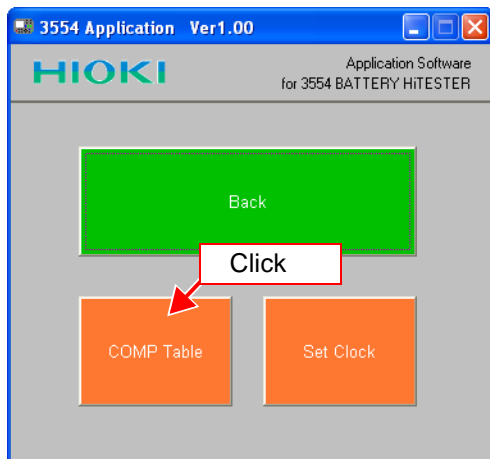 3554 Application Ver1.00
HIOKI
Application Software
for 3554 BATTERY HiTESTER
Back
Click
COMP Table
Set Clock